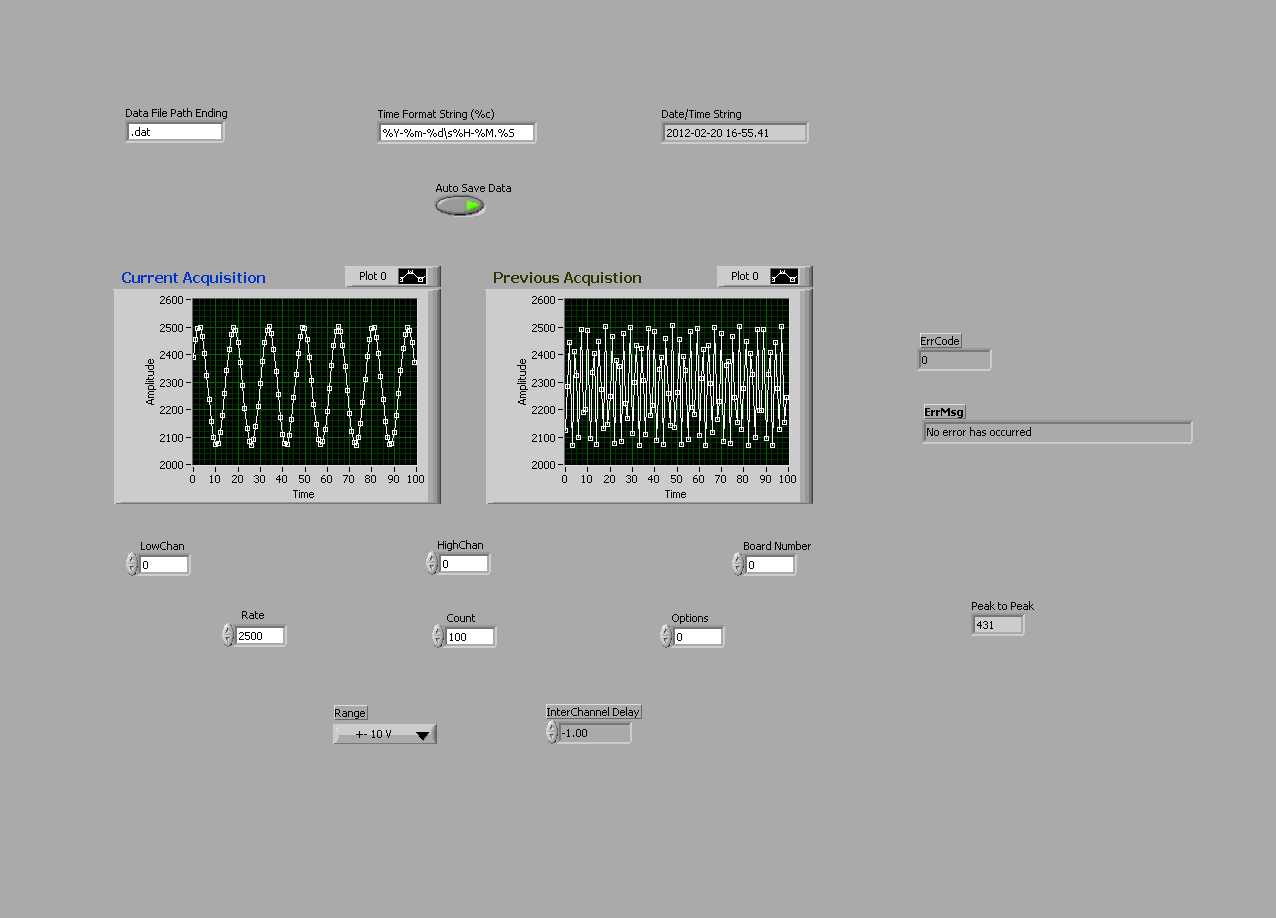 Data File Path Ending
.dat
Time Format String (%c)
%Y-%m-%d\s%H-%M.%S
Date/Time String
2012-02-20 16-55.41
Auto Save Data
Current Acquisition
Plot 0
2600
2500
2400
2300
2200
2100
2000
Amplitude
0 10 20 30 40 50 60 70 80 90 100
Time
Previous Acquistion
Plot 0
2600
2500
2400
2300
2200
2100
2000
Amplitude
0 10 20 30 40 50 60 70 80 90 100
Time
ErrCode
0
ErrMsg
No error has occurred
LowChan
0
HighChan
0
Board Number
0
Rate
2500
Count
100
Options
0
Peak to Peak
431
Range
+- 10 V
InterChannel Delay
-1.00